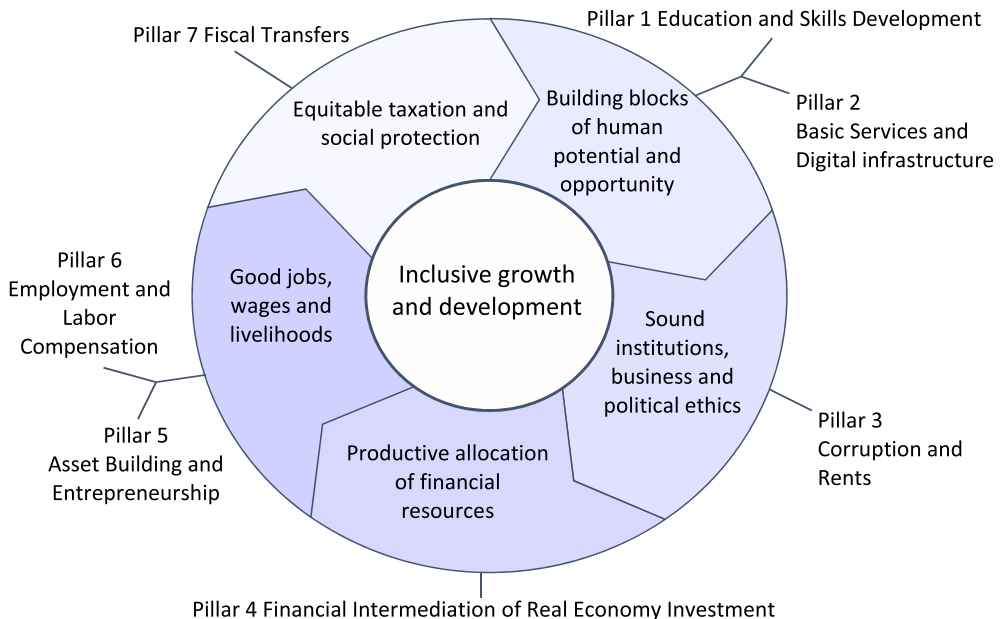 Pillar 1 Education and Skills Development
Pillar 7 Fiscal Transfers
Equitable taxation and
social protection
Building blocks
of human
potential and
opportunity
Pillar 2
Basic Services and
Digital infrastructure
Pillar 6
Employment and
Labor
Compensation
Good jobs,
wages and
livelihoods
Inclusive growth
and development
Sound
institutions,
business and
political ethics
Pillar 3
Corruption and
Rents
Pillar 5
Asset Building and
Entrepreneurship
Productive allocation
of financial
resources
Pillar 4 Financial Intermediation of Real Economy Investment